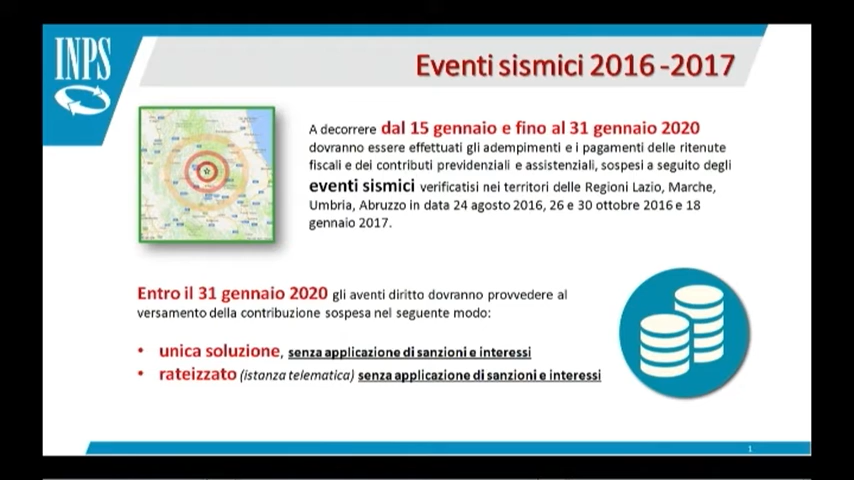 INPS
Eventi sismici 2016 -2017
A decorrere dal 15 gennaio e fino al 31 gennaio 2020
dovranno essere effettuati gli adempimenti e i pagamenti delle ritenute
fiscali e dei contributi previdenziali e assistenziali, sospesi a seguito degli
eventi sismici verificatisi nei territori delle Regioni Lazio, Marche,
Umbria, Abruzzo in data 24 agosto 2016, 26 e 30 ottobre 2016 e 18
gennaio 2017.
Entro il 31 gennaio 2020 gli aventi diritto dovranno provvedere al
versamento della contribuzione sospesa nel seguente modo:
• unica soluzione, senza applicazione di sanzioni e interessi
• rateizzato (istanza telematica) senza applicazione di sanzioni e interessi
1